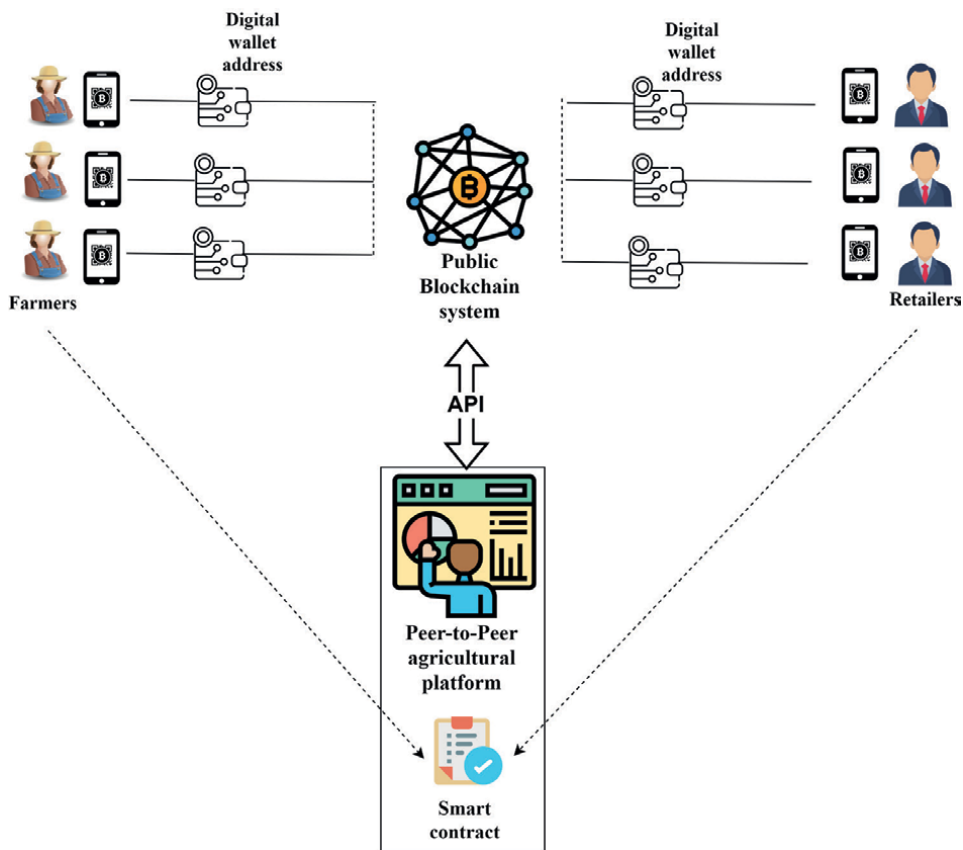 Digital
wallet
address
Digital
wallet
address
Farmers
Public
Blockchain
system
Retailers
API
Peer-to-Peer
agricultural
platform
Smart
contract